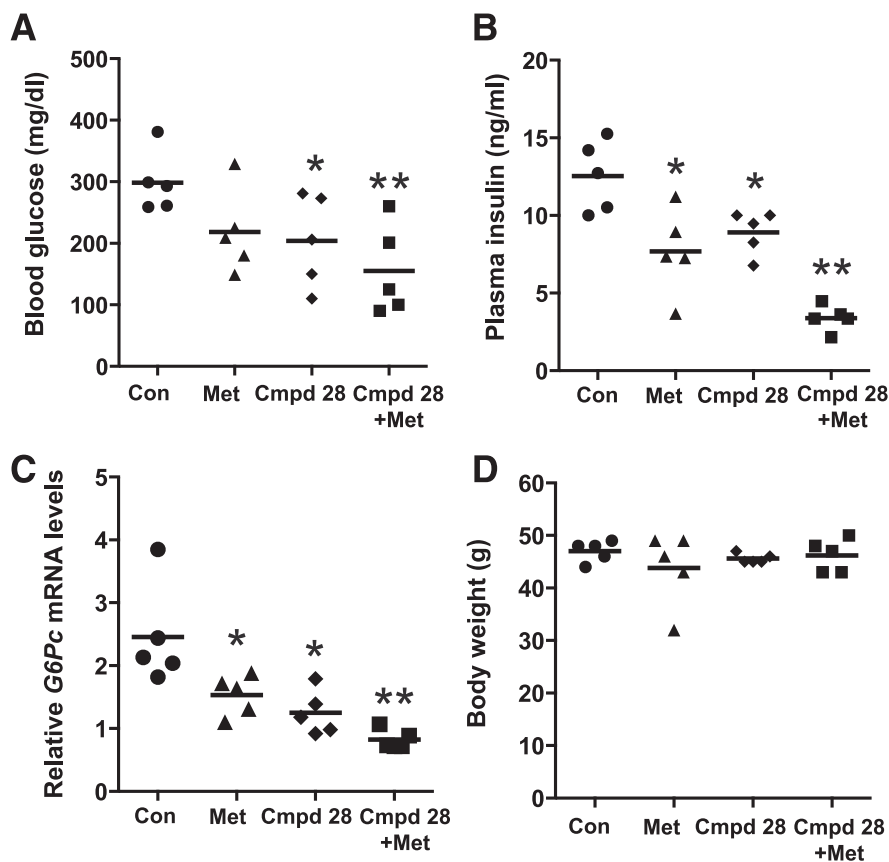 A
Blood glucose (mg/dl)
500
400
300
200
100
0
*
**
Con Met Cmpd 28 Cmpd 28
+Met
B
Plasma insulin (ng/ml)
20
15
10
5
0
*
*
**
Con Met Cmpd 28 Cmpd 28
+Met
C
Relative G6Pc mRNA levels
5
4
3
2
1
0
*
*
**
Con Met Cmpd 28 Cmpd 28
+Met
D
Body weight (g)
60
50
40
30
20
10
0
Con Met Cmpd 28 Cmpd 28
+Met